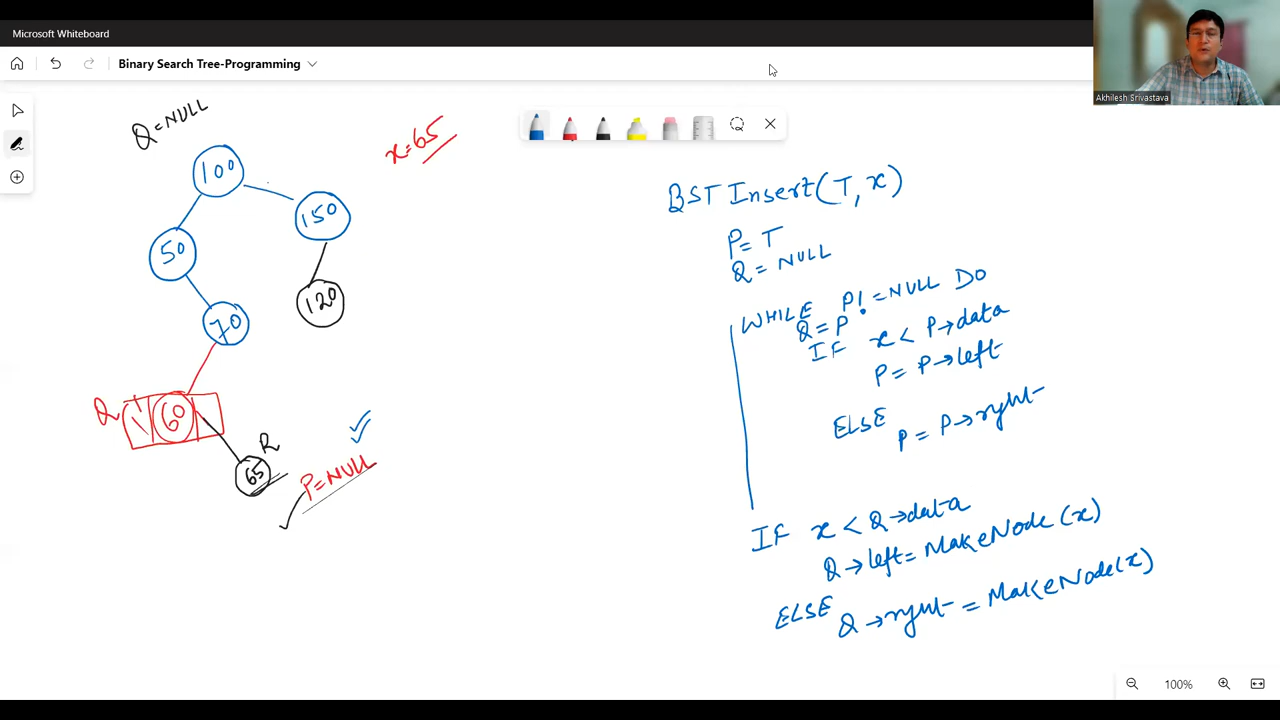 Microsoft Whiteboard
Binary Search Tree-Programming
Akhilesh Srivastava
Q=NULL
x=65
100
150
50
120
70
Q
60
65
R
P=NULL
BST Insert(T, x)
P= T
Q= NULL
WHILE P!=NULL DO
Q=P
IF x < P→data
P= P→left
ELSE
P= P→right
IF x < Q→data
Q→left= MakeNode(x)
ELSE Q→right = MakeNode(x)
100%